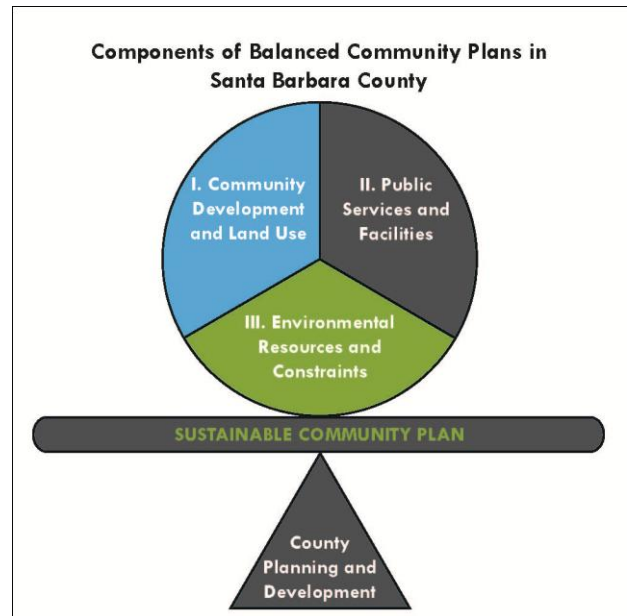 Components of Balanced Community Plans in
Santa Barbara County
I. Community
Development
and Land Use
II. Public
Services and
Facilities
III. Environmental
Resources and
Constraints
SUSTAINABLE COMMUNITY PLAN
County
Planning and
Development